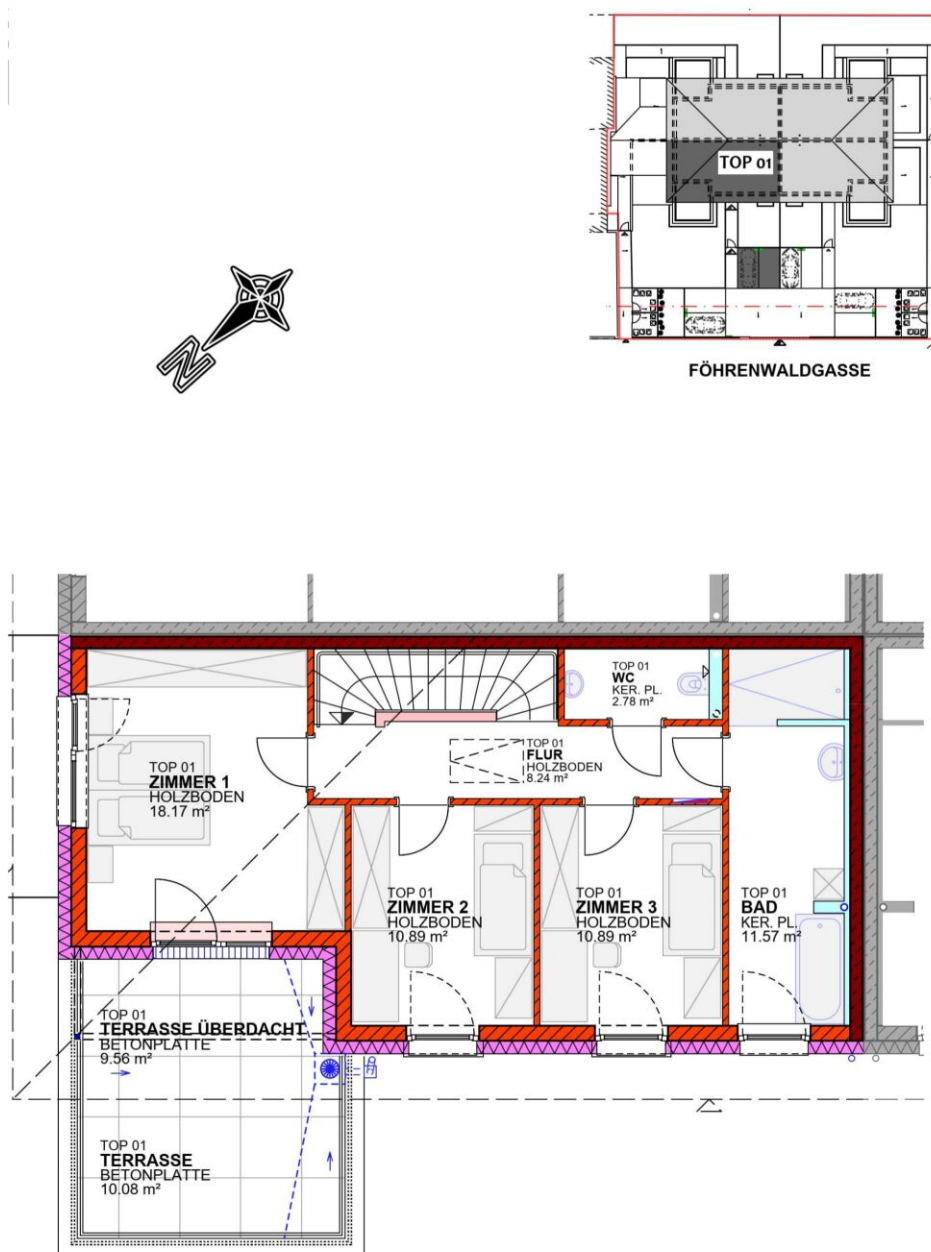 TOP 01
FÖHRENWALDGASSE
N
TOP 01
WC
KER. PL.
2.78 m²
TOP 01
FLUR
HOLZBODEN
8.24 m²
TOP 01
ZIMMER 1
HOLZBODEN
18.17 m²
TOP 01
ZIMMER 2
HOLZBODEN
10.89 m²
TOP 01
ZIMMER 3
HOLZBODEN
10.89 m²
TOP 01
BAD
KER. PL.
11.57 m²
TOP 01
TERRASSE ÜBERDACHT
BETONPLATTE
9.56 m²
TOP 01
TERRASSE
BETONPLATTE
10.08 m²